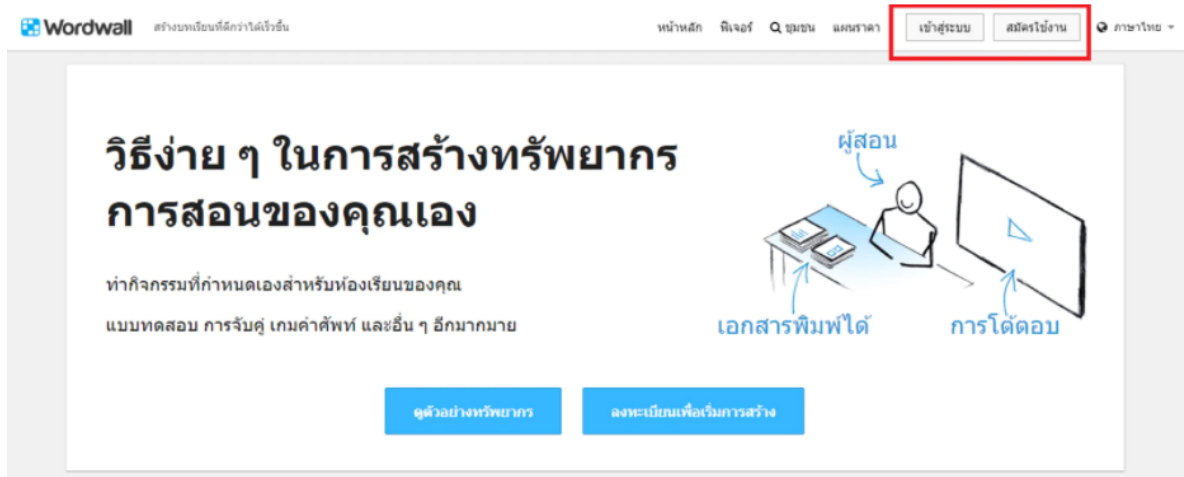 Wordwall สร้างบทเรียนที่ดีกว่าได้เร็วขึ้น หน้าหลัก ฟีเจอร์ ชุมชน แผนราคา เข้าสู่ระบบ สมัครใช้งาน ภาษาไทย
วิธีง่าย ๆ ในการสร้างทรัพยากร
การสอนของคุณเอง
ทำกิจกรรมที่กำหนดเองสำหรับห้องเรียนของคุณ
แบบทดสอบ การจับคู่ เกมคำศัพท์ และอื่น ๆ อีกมากมาย
ผู้สอน
เอกสารพิมพ์ได้ การโต้ตอบ
ดูตัวอย่างทรัพยากร ลงทะเบียนเพื่อเริ่มการสร้าง